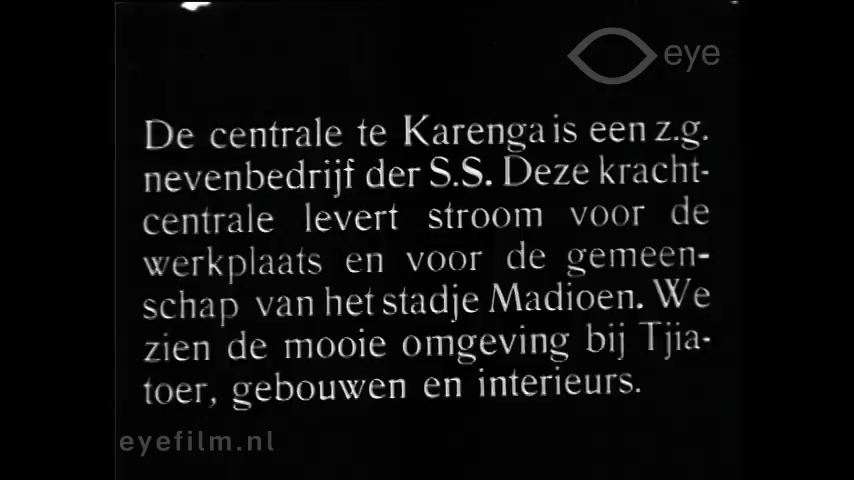 eye
De centrale te Karenga is een z.g.
nevenbedrijf der S.S. Deze kracht-
centrale levert stroom voor de
werkplaats en voor de gemeen-
schap van het stadje Madioen. We
zien de mooie omgeving bij Tjia-
toer, gebouwen en interieurs.
eyefilm.nl